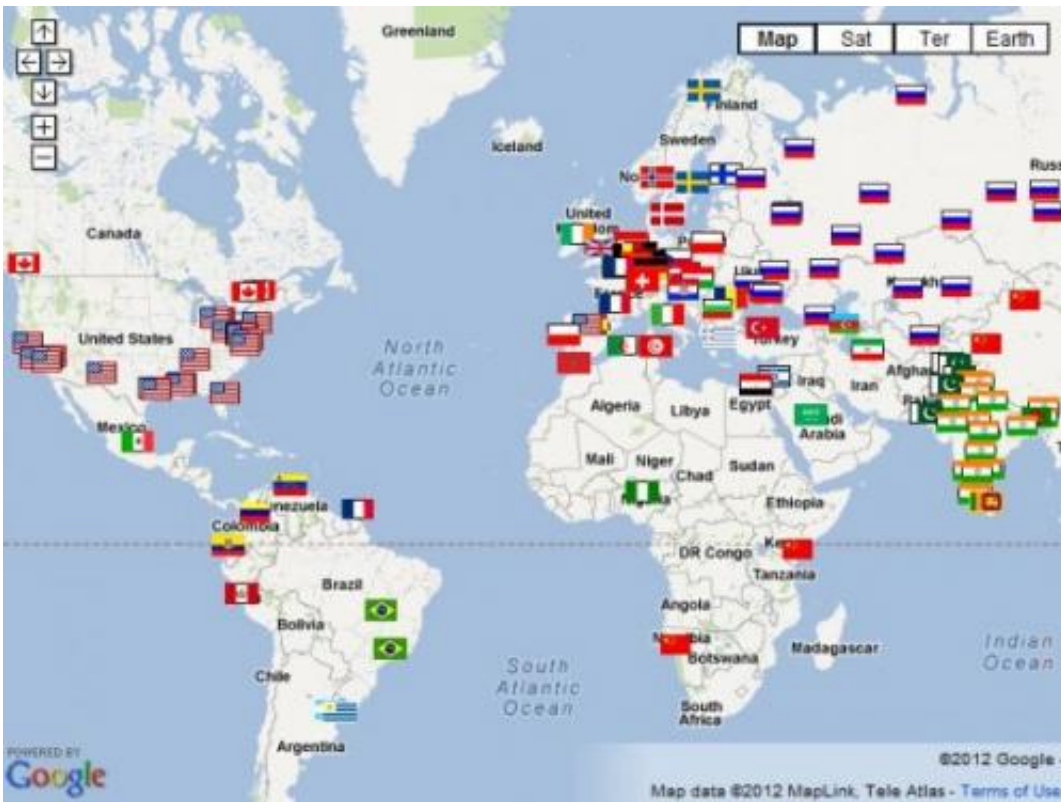 Greenland
Map Sat Ter Earth
Finland
Iceland
Sweden
Russ
United
Canada
United States
North
Atlantic
Ocean
Turkey
Iraq
Iran
Algeria
Libya
Egypt
Arabia
Mexico
Mali
Niger
Chad
Sudan
Ethiopia
Colombia
DR Congo
Tanzania
Brazil
Angola
Bolivia
Madagascar
Botswana
Indian
Ocean
Chile
South
Atlantic
Ocean
South
Africa
Argentina
POWERED BY
Google
©2012 Google -
Map data ©2012 MapLink, Tele Atlas - Terms of Use